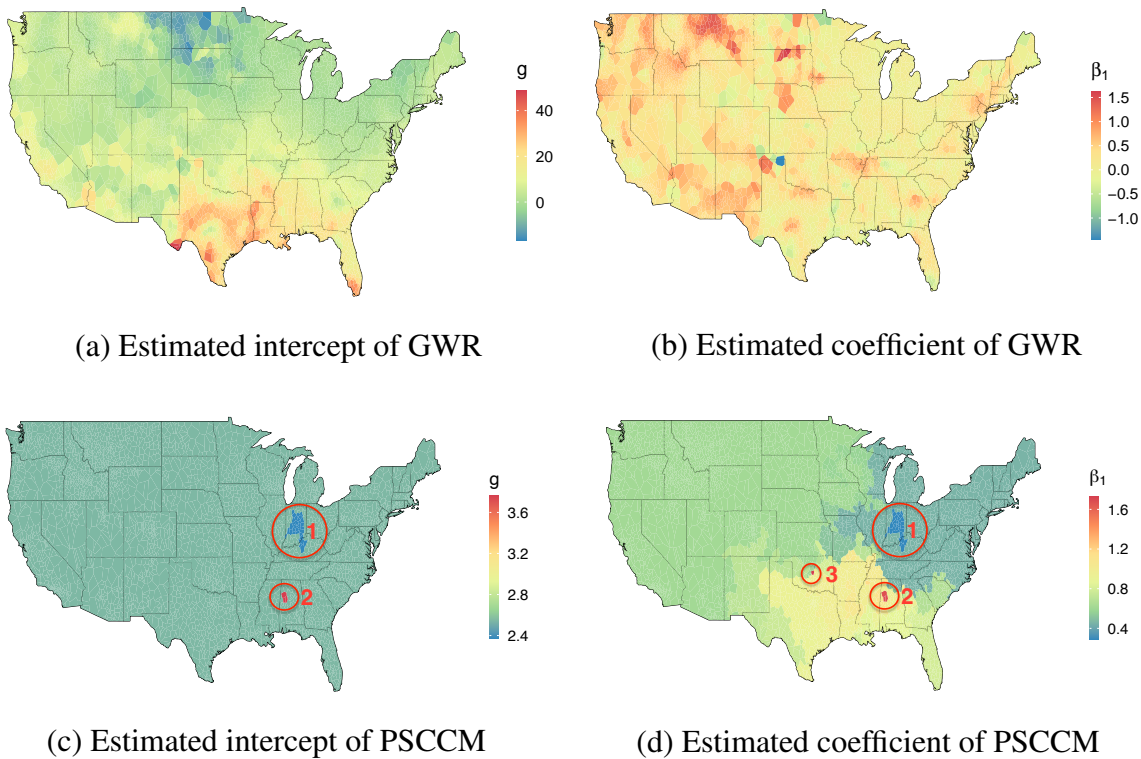 g
40
20
0
β1
1.5
1.0
0.5
0.0
−0.5
−1.0
(a) Estimated intercept of GWR
(b) Estimated coefficient of GWR
g
3.6
3.2
2.8
2.4
1
2
β1
1.6
1.2
0.8
0.4
1
3
2
(c) Estimated intercept of PSCCM
(d) Estimated coefficient of PSCCM